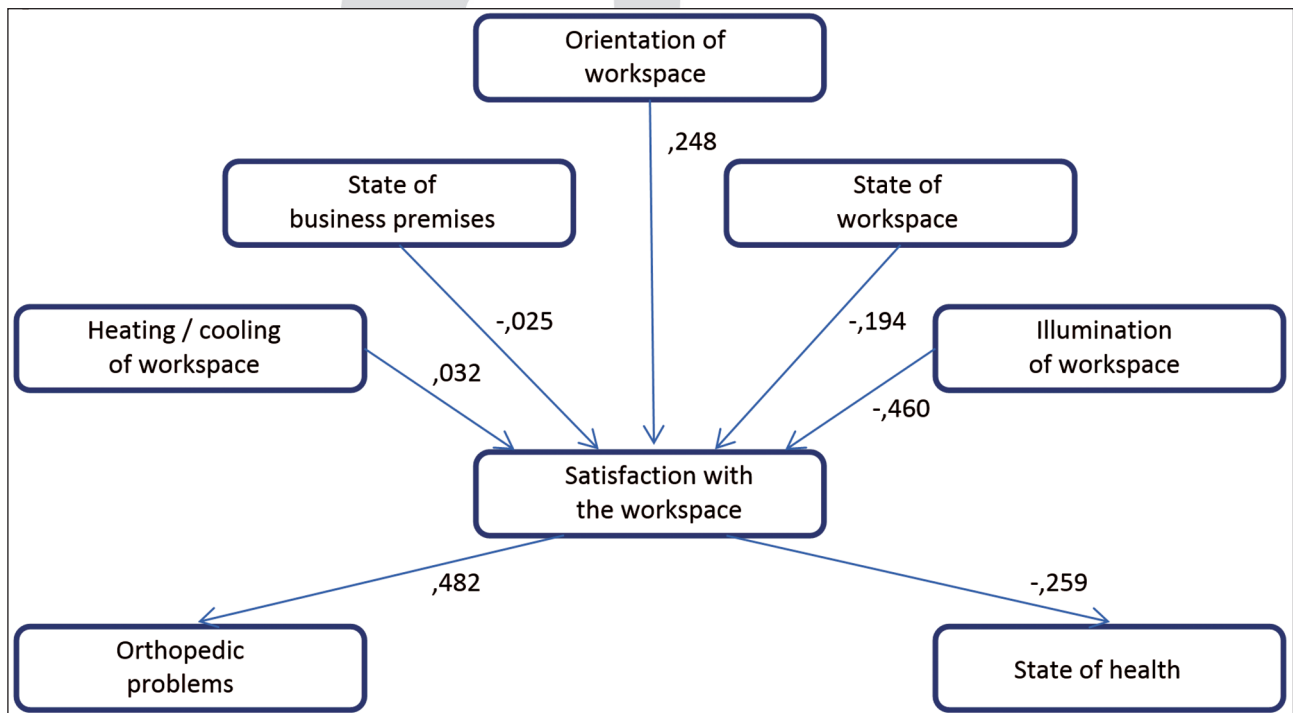 Orientation of
workspace
,248
State of
business premises
State of
workspace
-,025
-,194
Heating / cooling
of workspace
Illumination
of workspace
,032
-,460
Satisfaction with
the workspace
,482
-,259
Orthopedic
problems
State of health